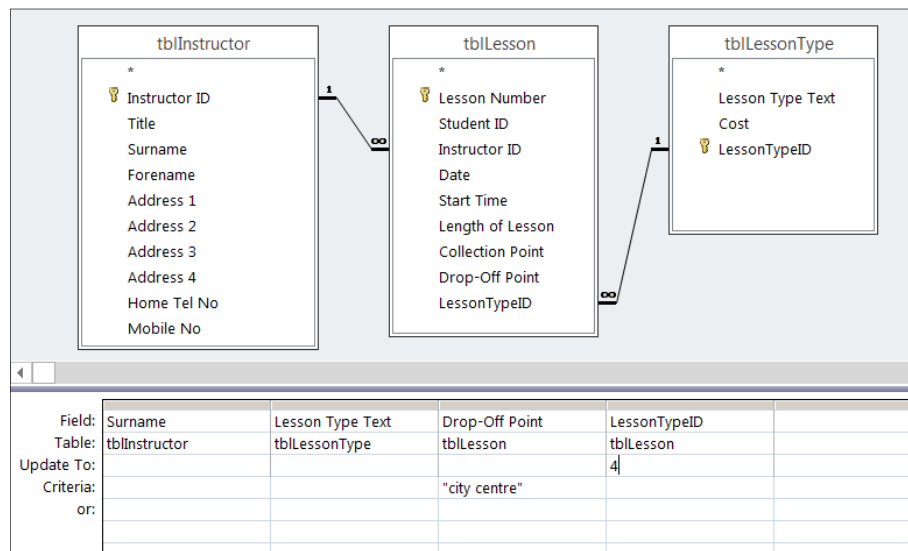 tblInstructor
*
Instructor ID
Title
Surname
Forename
Address 1
Address 2
Address 3
Address 4
Home Tel No
Mobile No
1
∞
tblLesson
*
Lesson Number
Student ID
Instructor ID
Date
Start Time
Length of Lesson
Collection Point
Drop-Off Point
LessonTypeID
1
∞
tblLessonType
*
Lesson Type Text
Cost
LessonTypeID
Field: Surname Lesson Type Text Drop-Off Point LessonTypeID
Table: tblInstructor tblLessonType tblLesson tblLesson
Update To: 4
Criteria: "city centre"
or: